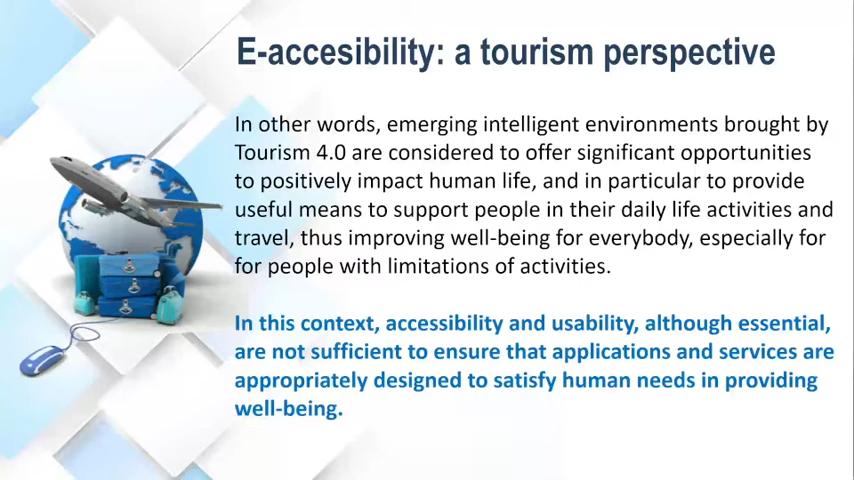 E-accesibility: a tourism perspective
In other words, emerging intelligent environments brought by
Tourism 4.0 are considered to offer significant opportunities
to positively impact human life, and in particular to provide
useful means to support people in their daily life activities and
travel, thus improving well-being for everybody, especially for
for people with limitations of activities.
In this context, accessibility and usability, although essential,
are not sufficient to ensure that applications and services are
appropriately designed to satisfy human needs in providing
well-being.